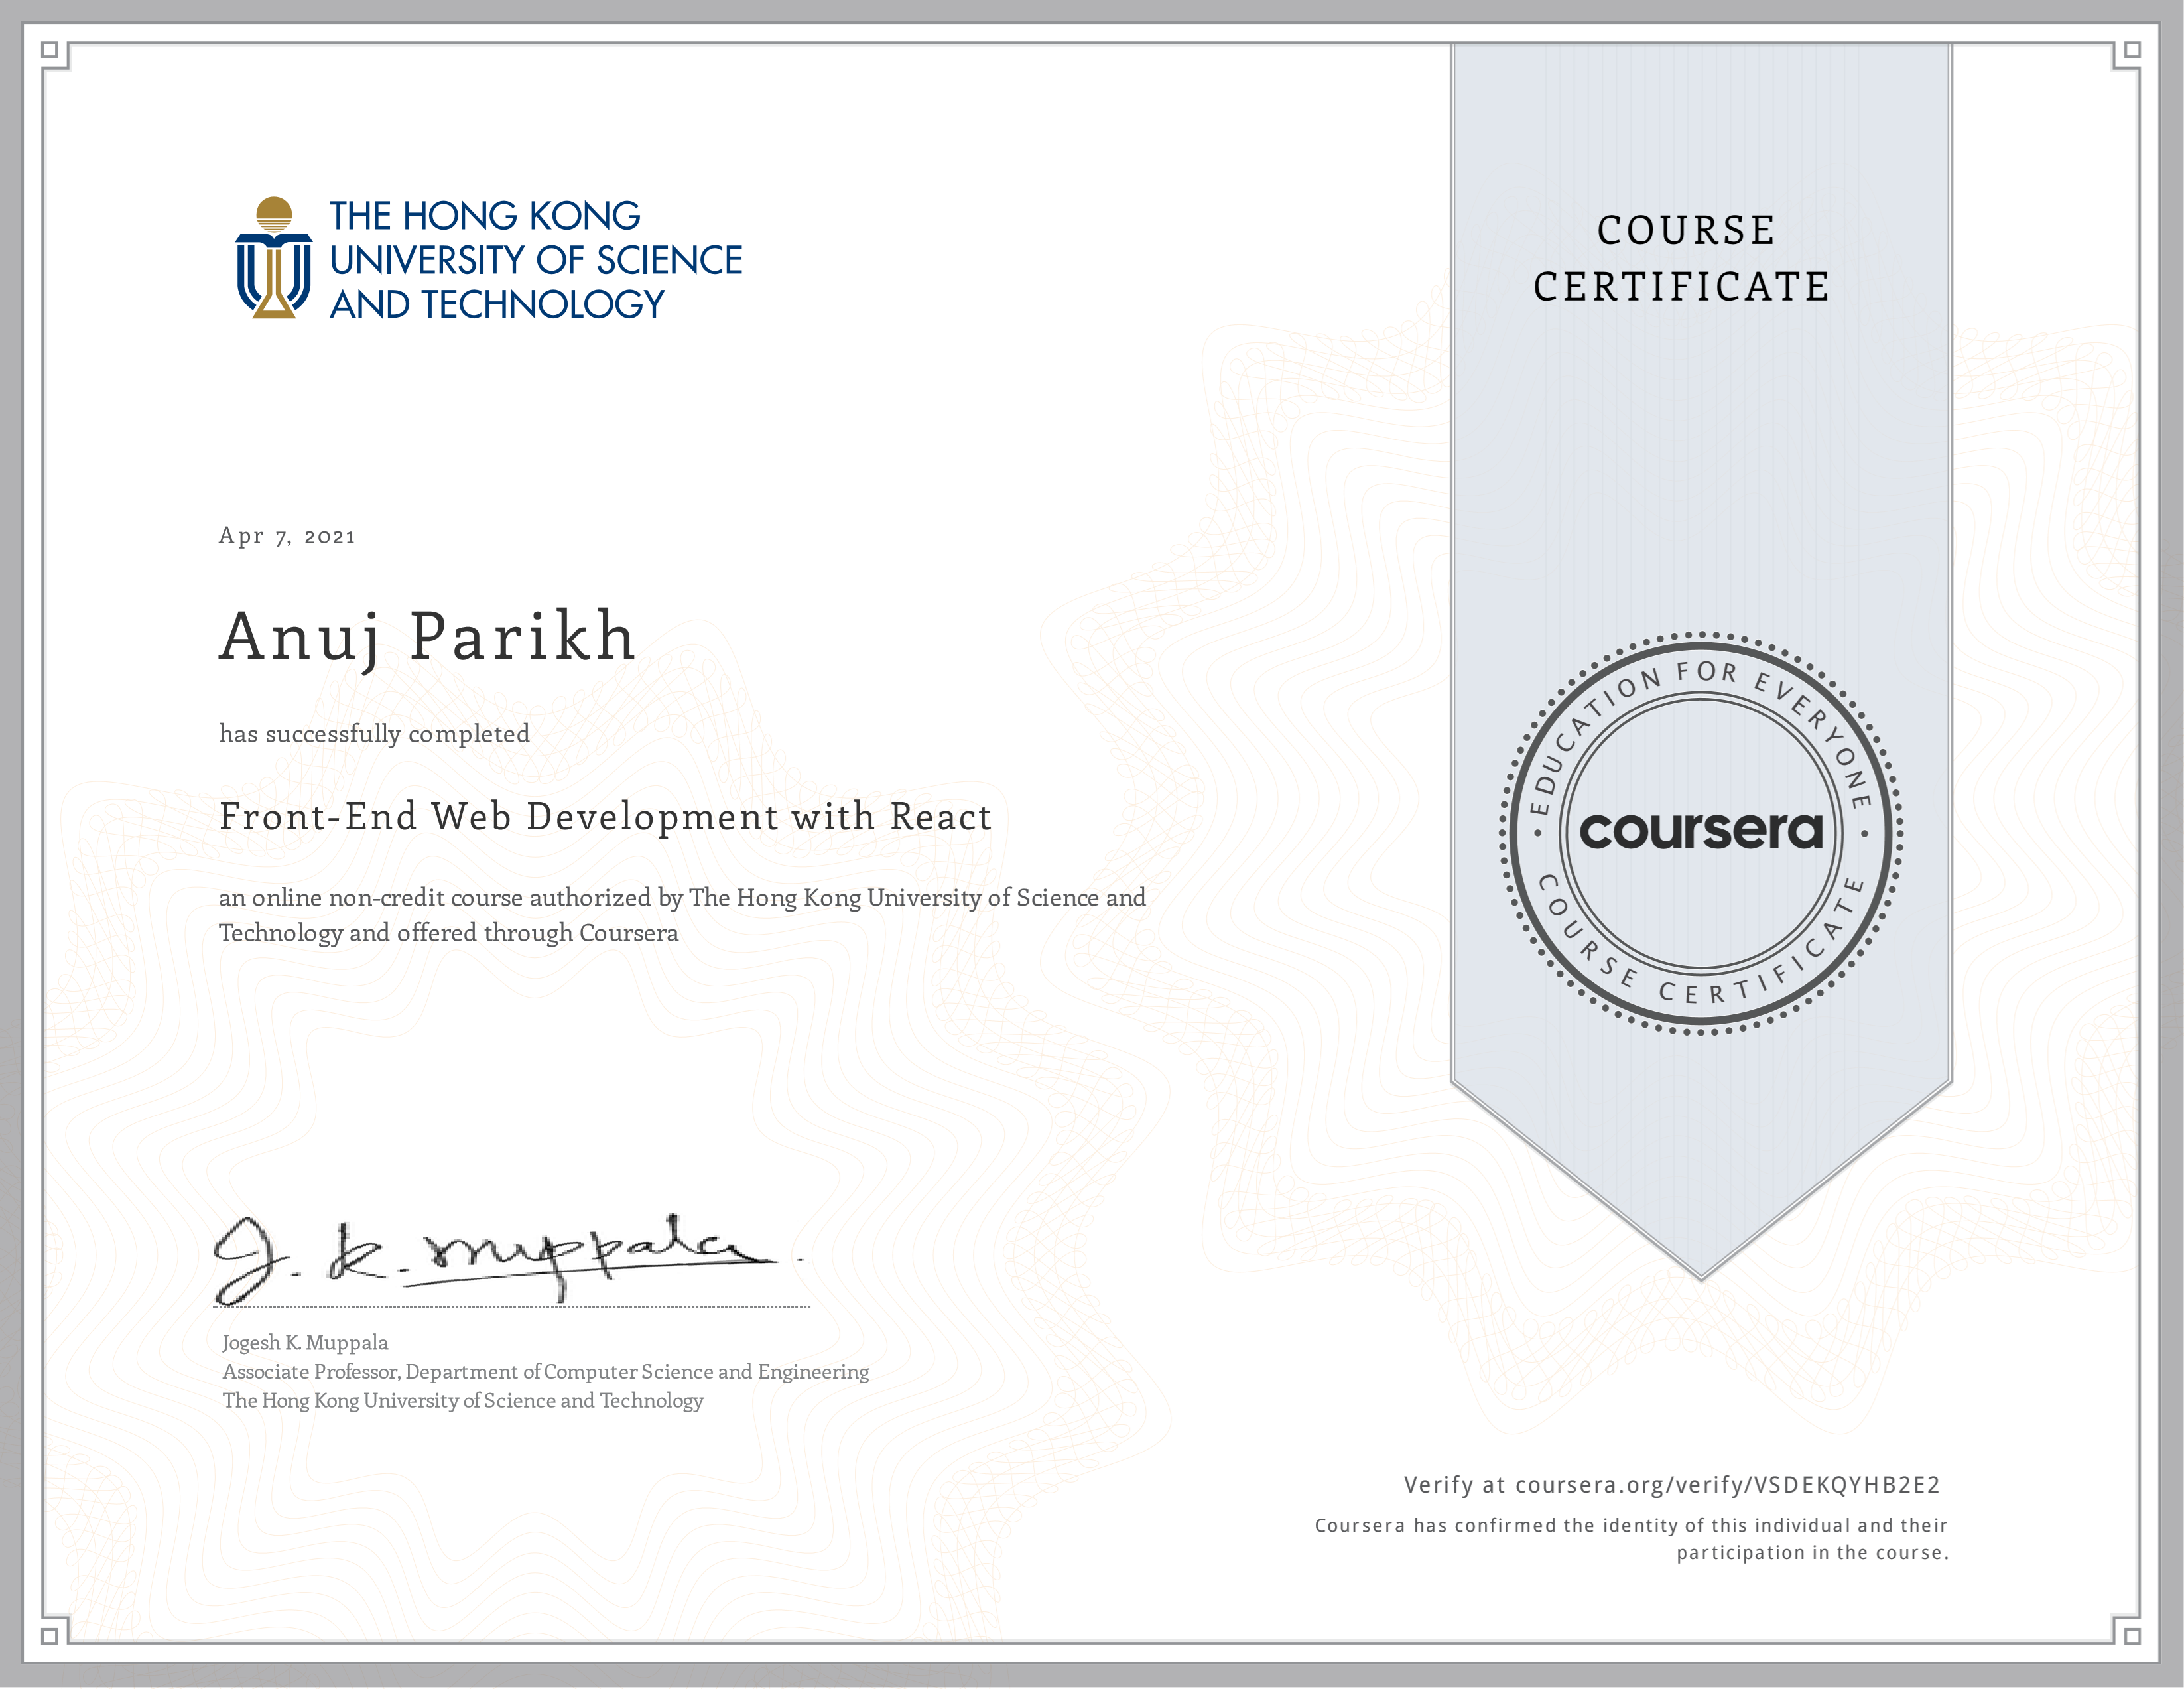 THE HONG KONG
UNIVERSITY OF SCIENCE
AND TECHNOLOGY
COURSE
CERTIFICATE
Apr 7, 2021
Anuj Parikh
has successfully completed
Front-End Web Development with React
an online non-credit course authorized by The Hong Kong University of Science and
Technology and offered through Coursera
EDUCATION FOR EVERYONE
coursera
COURSE CERTIFICATE
J. K. Muppala
Jogesh K. Muppala
Associate Professor, Department of Computer Science and Engineering
The Hong Kong University of Science and Technology
Verify at coursera.org/verify/VSDEKQYHB2E2
Coursera has confirmed the identity of this individual and their
participation in the course.